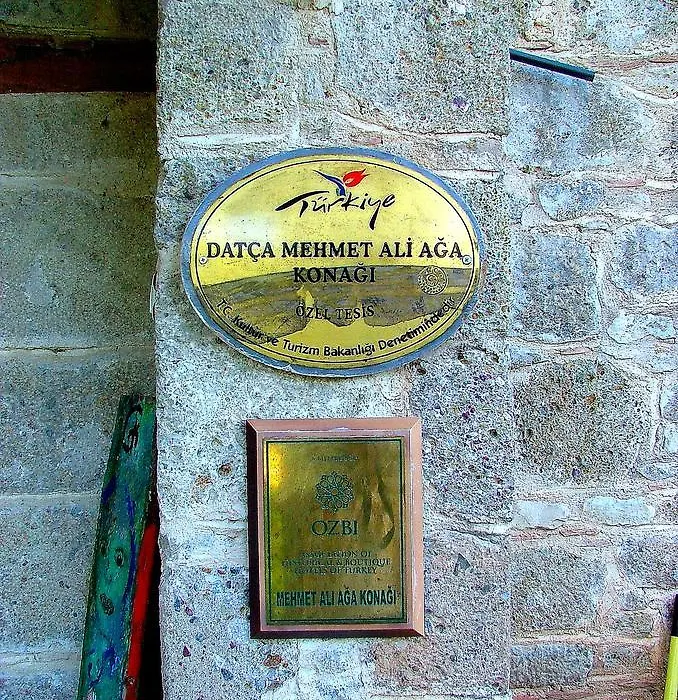 Türkiye
DATÇA MEHMET ALİ AĞA
KONAĞI
ÖZEL TESİS
T.C. Kültür ve Turizm Bakanlığı Denetimindedir
OZBI
ASSOCIATION OF
HISTORICAL & BOUTIQUE
HOTELS OF TURKEY
MEHMET ALİ AĞA KONAĞI